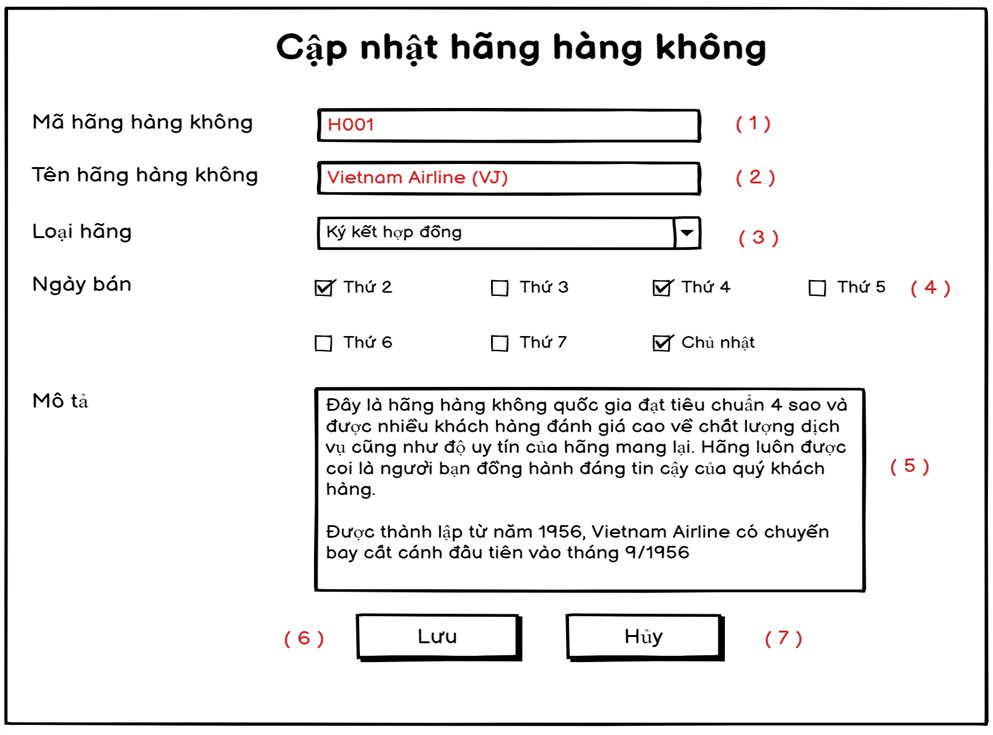 Cập nhật hãng hàng không
Mã hãng hàng không H001 (1)
Tên hãng hàng không Vietnam Airline (VJ) (2)
Loại hãng Ký kết hợp đồng (3)
Ngày bán Thứ 2 Thứ 3 Thứ 4 Thứ 5 (4)
Thứ 6 Thứ 7 Chủ nhật
Mô tả
Đây là hãng hàng không quốc gia đạt tiêu chuẩn 4 sao và
được nhiều khách hàng đánh giá cao về chất lượng dịch
vụ cũng như độ uy tín của hãng mang lại. Hãng luôn được
coi là người bạn đồng hành đáng tin cậy của quý khách
hàng.
(5)
Được thành lập từ năm 1956, Vietnam Airline có chuyến
bay cất cánh đầu tiên vào tháng 9/1956
(6) Lưu Hủy (7)